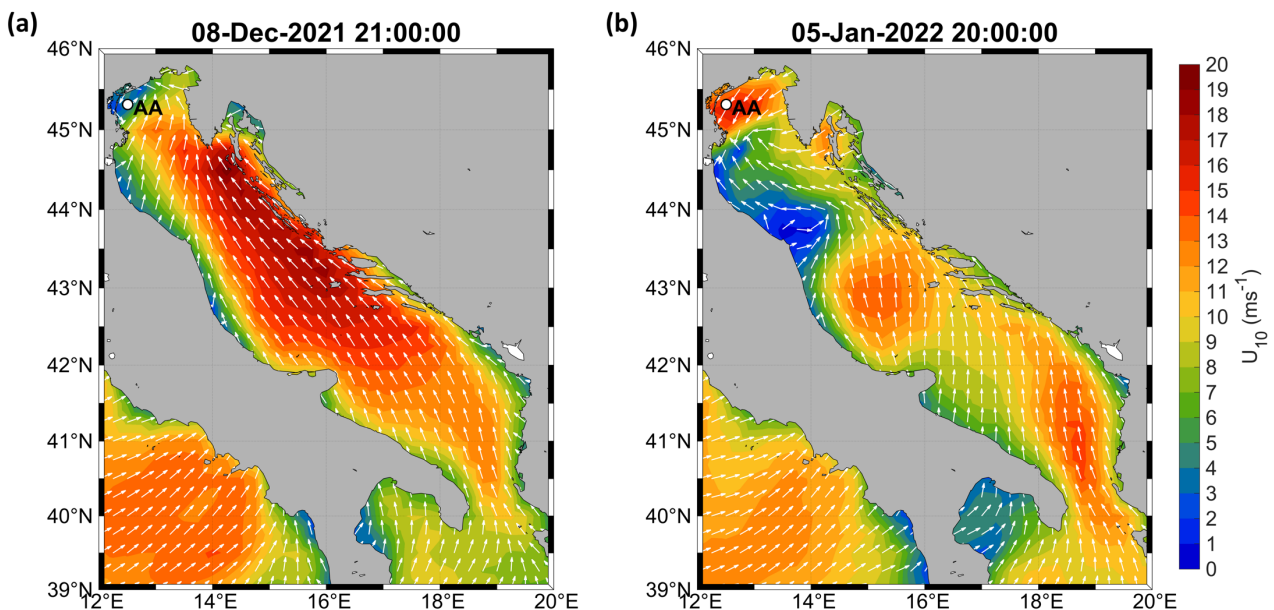 (a)
08-Dec-2021 21:00:00
46°N
45°N
44°N
43°N
42°N
41°N
40°N
39°N
12°E
14°E
16°E
18°E
20°E
AA
(b)
05-Jan-2022 20:00:00
46°N
45°N
44°N
43°N
42°N
41°N
40°N
39°N
12°E
14°E
16°E
18°E
20°E
AA
20
19
18
17
16
15
14
13
12
11
10
9
8
7
6
5
4
3
2
1
0
U10 (ms-1)